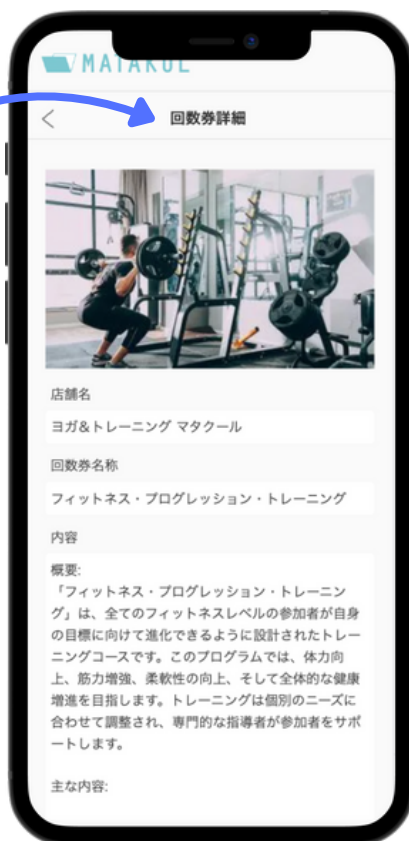 MATAKUL
回数券詳細
店舗名
ヨガ&トレーニング マタクール
回数券名称
フィットネス・プログレッション・トレーニング
内容
概要:
「フィットネス・プログレッション・トレーニン
グ」は、全てのフィットネスレベルの参加者が自身
の目標に向けて進化できるように設計されたトレー
ニングコースです。このプログラムでは、体力向
上、筋力増強、柔軟性の向上、そして全体的な健康
増進を目指します。トレーニングは個別のニーズに
合わせて調整され、専門的な指導者が参加者をサポ
ートします。
主な内容: